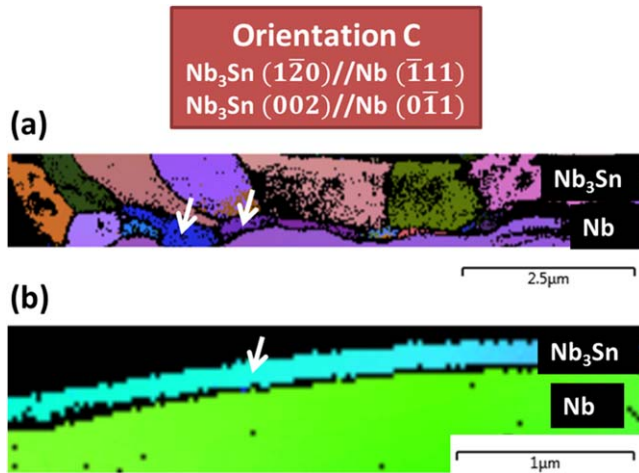 Orientation C
Nb₃Sn (12̅0)//Nb (1̅11)
Nb₃Sn (002)//Nb (01̅1)
(a)
Nb₃Sn
Nb
2.5µm
(b)
Nb₃Sn
Nb
1µm